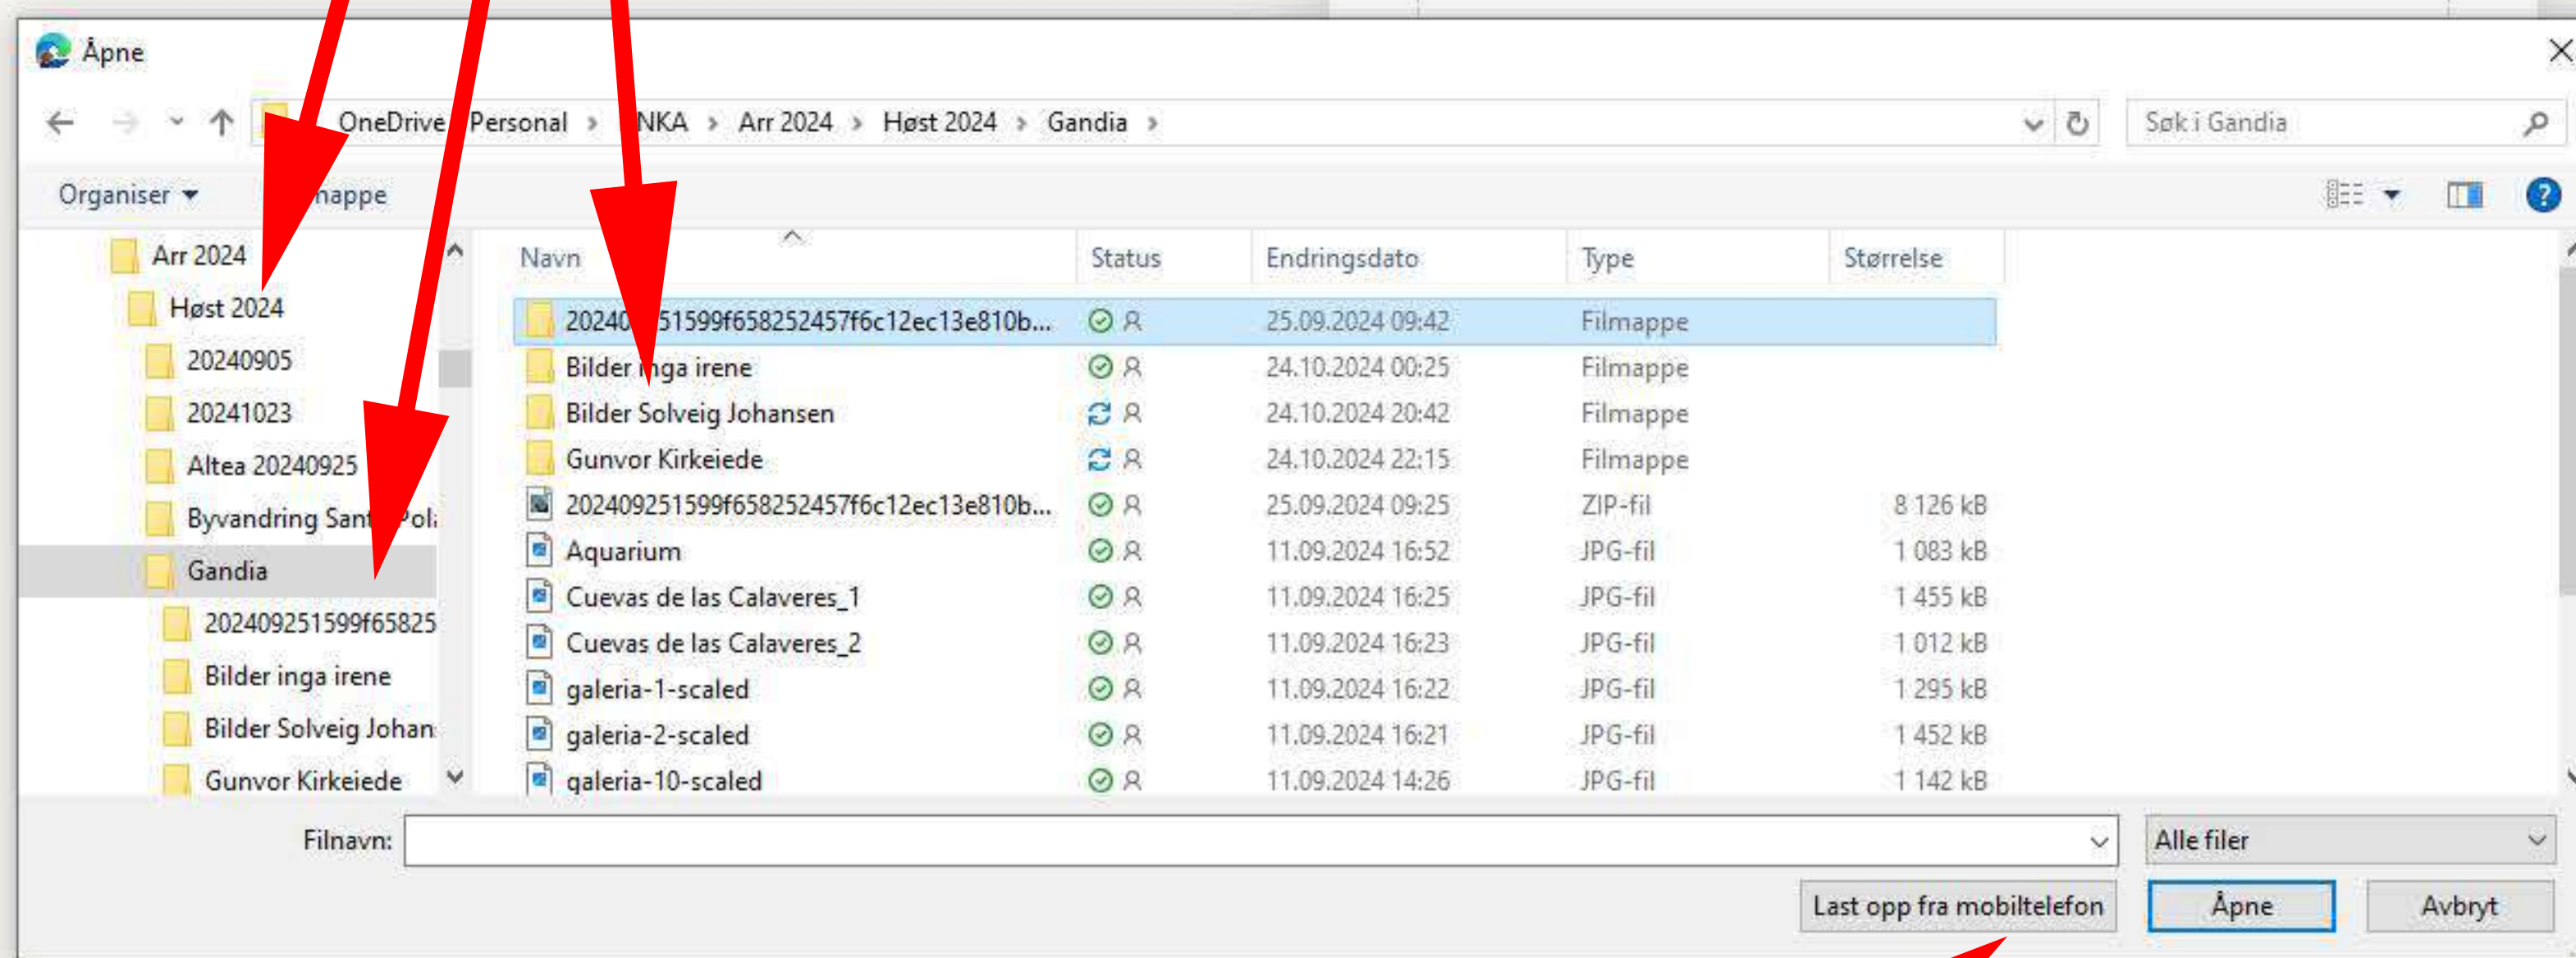 Åpne
OneDrive Personal > NKA > Arr 2024 > Høst 2024 > Gandia >
Søk i Gandia
Organiser
mappe
Arr 2024
Høst 2024
20240905
20241023
Altea 20240925
Byvandring
Gandia
202409251599f65825
Bilder inga irene
Bilder Solveig Johan
Gunvor Kirkeiede
Navn Status Endringsdato Type Størrelse
25.09.2024 09:42 Filmappe
Bilder inga irene 24.10.2024 00:25 Filmappe
Bilder Solveig Johansen 24.10.2024 20:42 Filmappe
Gunvor Kirkeiede 24.10.2024 22:15 Filmappe
202409251599f658252457f6c12ec13e810b... 25.09.2024 09:25 ZIP-fil 8 126 kB
Aquarium 11.09.2024 16:52 JPG-fil 1 083 kB
Cuevas de las Calaveres_1 11.09.2024 16:25 JPG-fil 1 455 kB
Cuevas de las Calaveres_2 11.09.2024 16:23 JPG-fil 1 012 kB
galeria-1-scaled 11.09.2024 16:22 JPG-fil 1 295 kB
galeria-2-scaled 11.09.2024 16:21 JPG-fil 1 452 kB
galeria-10-scaled 11.09.2024 14:26 JPG-fil 1 142 kB
Filnavn:
Alle filer
Last opp fra mobiltelefon
Åpne
Avbryt